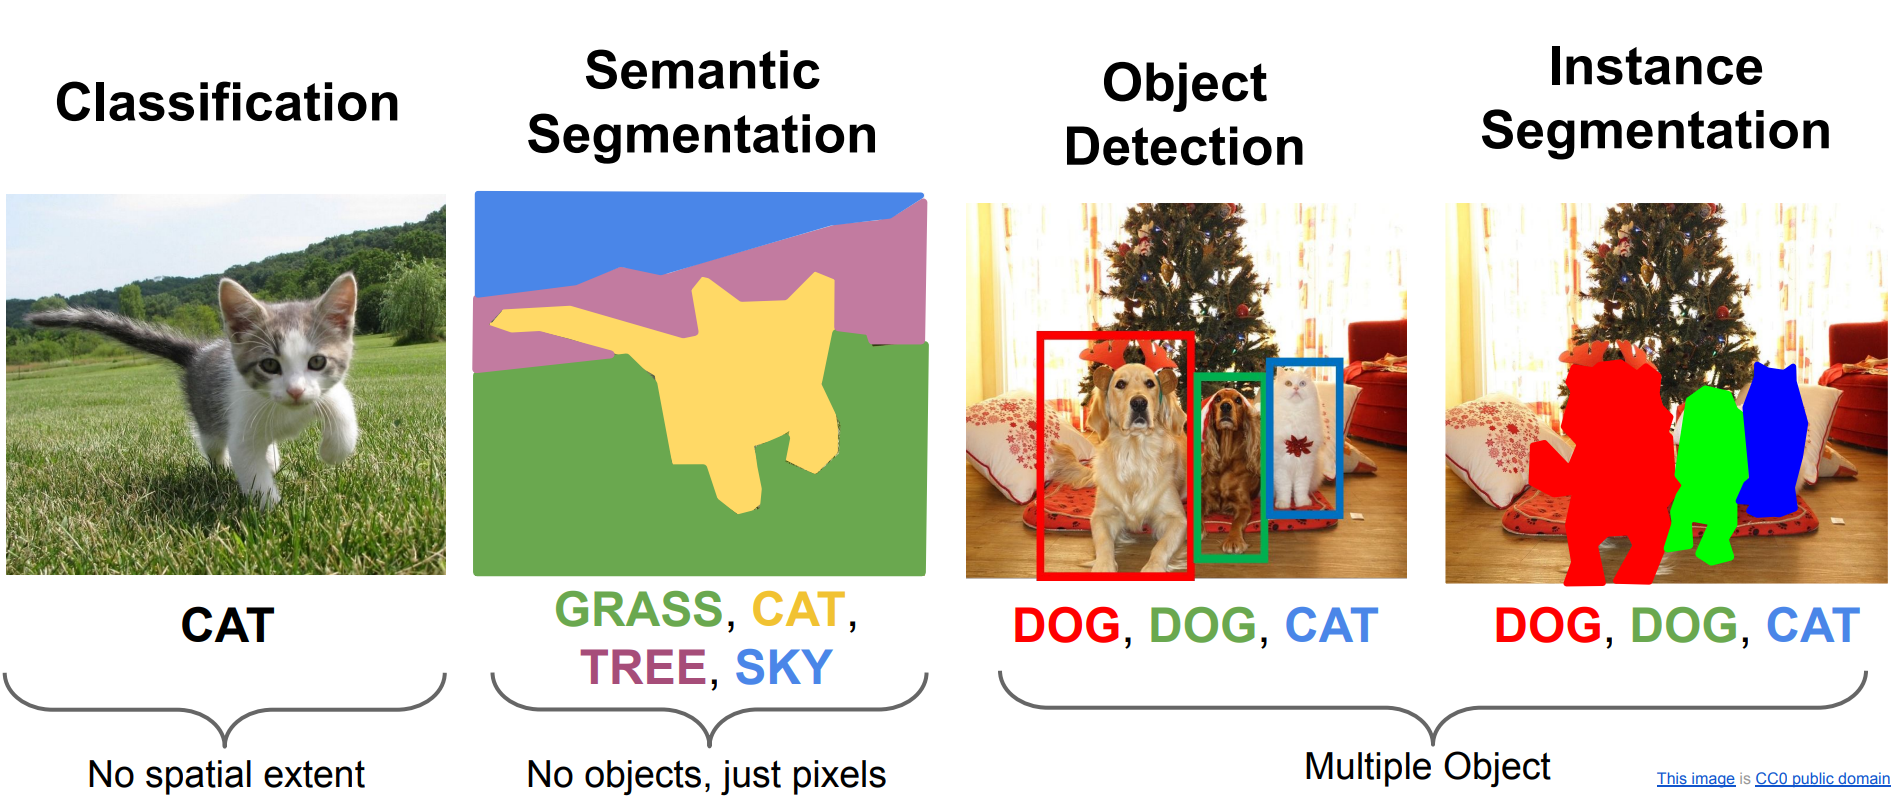 Classification
CAT
No spatial extent
Semantic
Segmentation
GRASS, CAT,
TREE, SKY
No objects, just pixels
Object
Detection
DOG, DOG, CAT
Instance
Segmentation
DOG, DOG, CAT
Multiple Object
This image is CC0 public domain